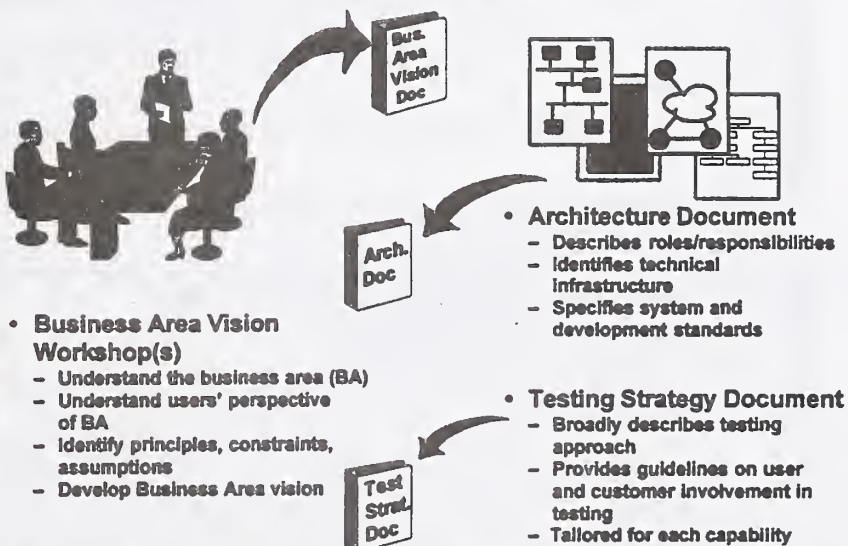 Bus.
Area
Vision
Doc
Arch.
Doc
• Business Area Vision
Workshop(s)
– Understand the business area (BA)
– Understand users' perspective
of BA
– Identify principles, constraints,
assumptions
– Develop Business Area vision
• Architecture Document
– Describes roles/responsibilities
– Identifies technical
infrastructure
– Specifies system and
development standards
Test
Strat.
Doc
• Testing Strategy Document
– Broadly describes testing
approach
– Provides guidelines on user
and customer involvement in
testing
– Tailored for each capability